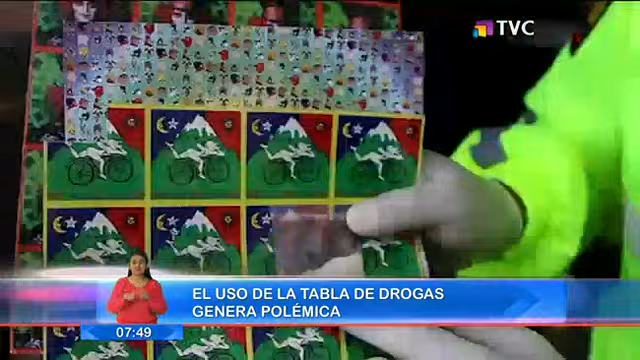 TVC
EL USO DE LA TABLA DE DROGAS
GENERA POLÉMICA
07:49